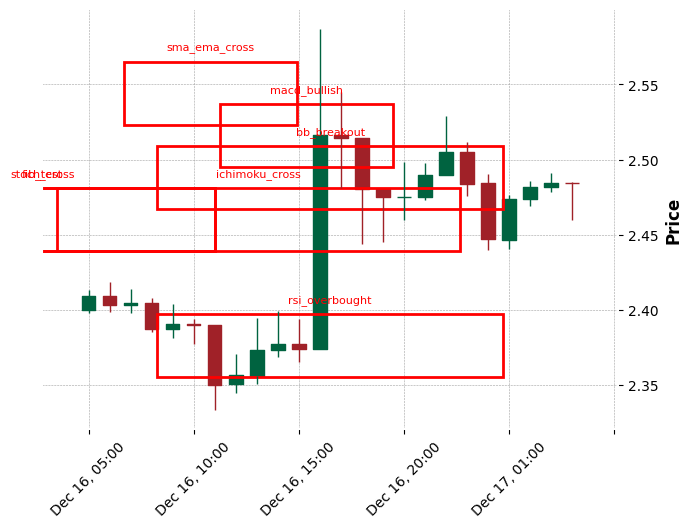 sma_ema_cross
macd_bullish
bb_breakout
ichimoku_cross
rsi_overbought
2.55
2.50
2.45
2.40
2.35
Price
Dec 16, 05:00
Dec 16, 10:00
Dec 16, 15:00
Dec 16, 20:00
Dec 17, 01:00